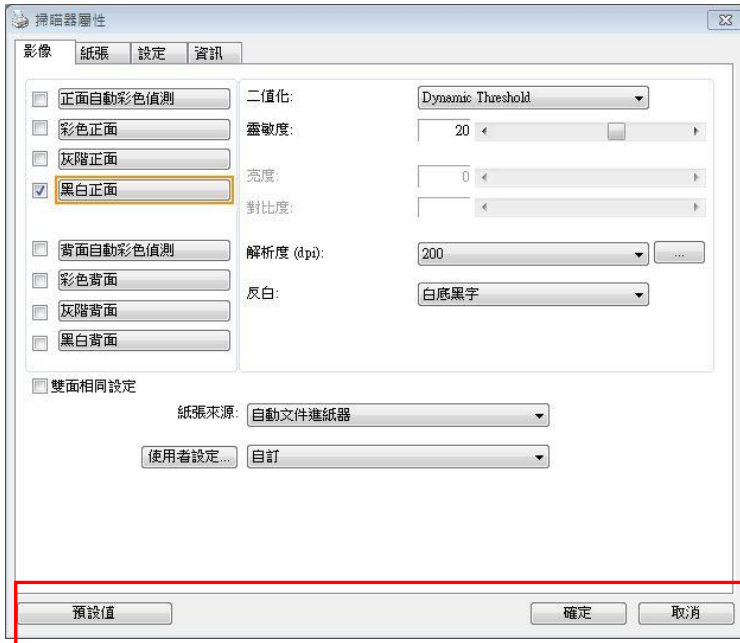 掃瞄器屬性
影像 紙張 設定 資訊
正面自動彩色偵測
彩色正面
灰階正面
黑白正面
背面自動彩色偵測
彩色背面
灰階背面
黑白背面
二值化: Dynamic Threshold
靈敏度: 20
亮度: 0
對比度:
解析度 (dpi): 200 ...
反白: 白底黑字
雙面相同設定
紙張來源: 自動文件進紙器
使用者設定... 自訂
預設值 確定 取消